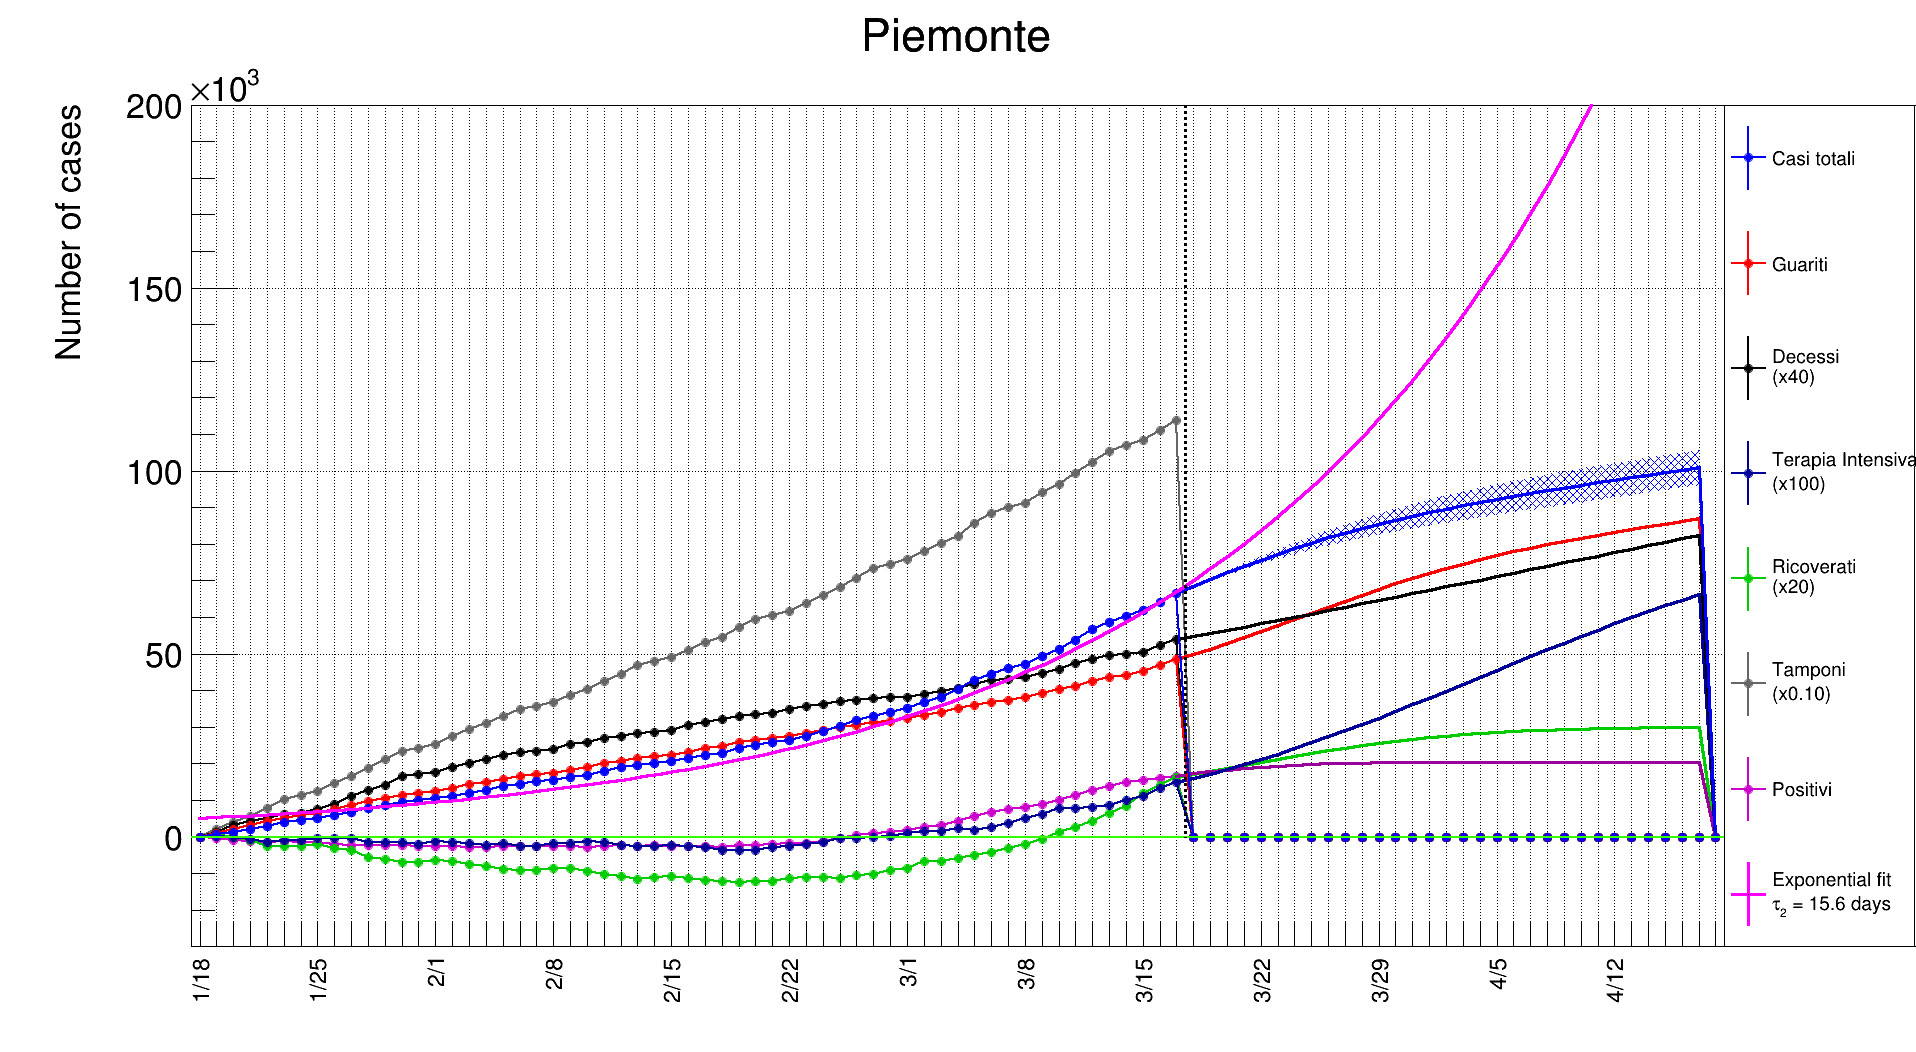 Piemonte
×10³
Number of cases
200
150
100
50
0
1/18
1/25
2/1
2/8
2/15
2/22
3/1
3/8
3/15
3/22
3/29
4/5
4/12
Casi totali
Guariti
Decessi
(x40)
Terapia Intensiva
(x100)
Ricoverati
(x20)
Tamponi
(x0.10)
Positivi
Exponential fit
τ₂ = 15.6 days